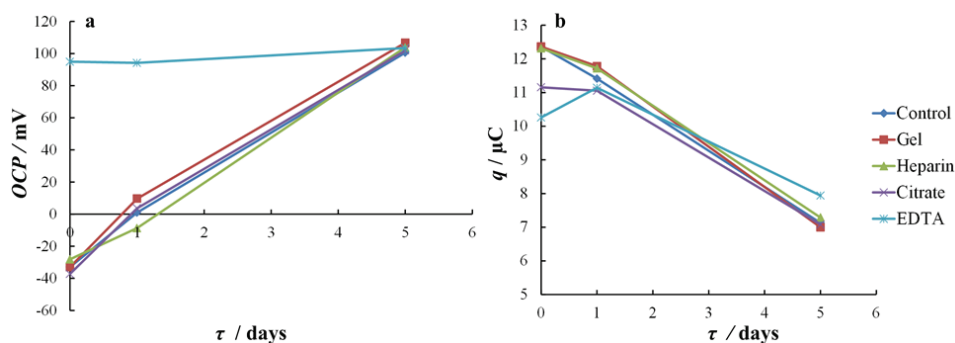 a
OCP / mV
120
100
80
60
40
20
0
-20
-40
-60
0 1 2 3 4 5 6
τ / days
b
q / μC
13
12
11
10
9
8
7
6
5
0 1 2 3 4 5 6
τ / days
Control
Gel
Heparin
Citrate
EDTA